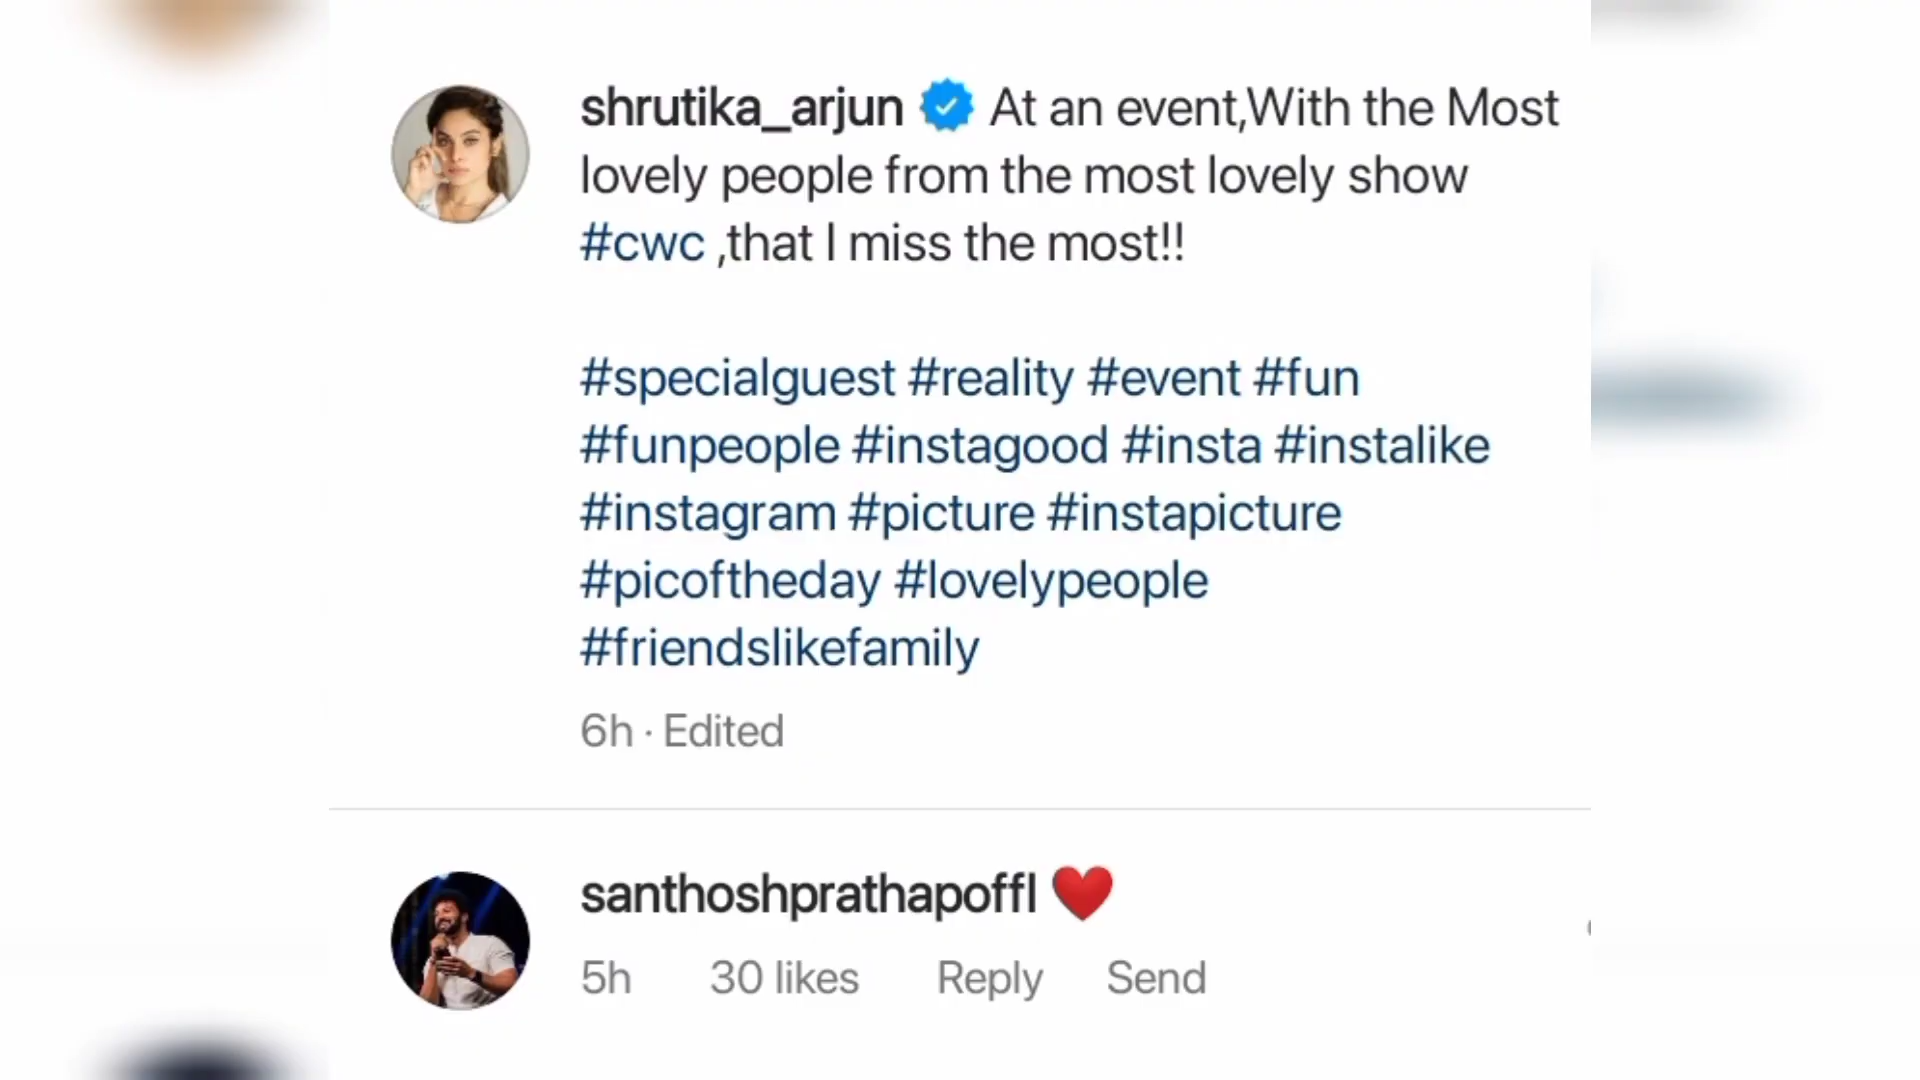 shrutika_arjun At an event,With the Most
lovely people from the most lovely show
#cwc ,that I miss the most!!
#specialguest #reality #event #fun
#funpeople #instagood #insta #instalike
#instagram #picture #instapicture
#picoftheday #lovelypeople
#friendslikefamily
6h · Edited
santhoshprathapoffl ❤️
5h 30 likes Reply Send